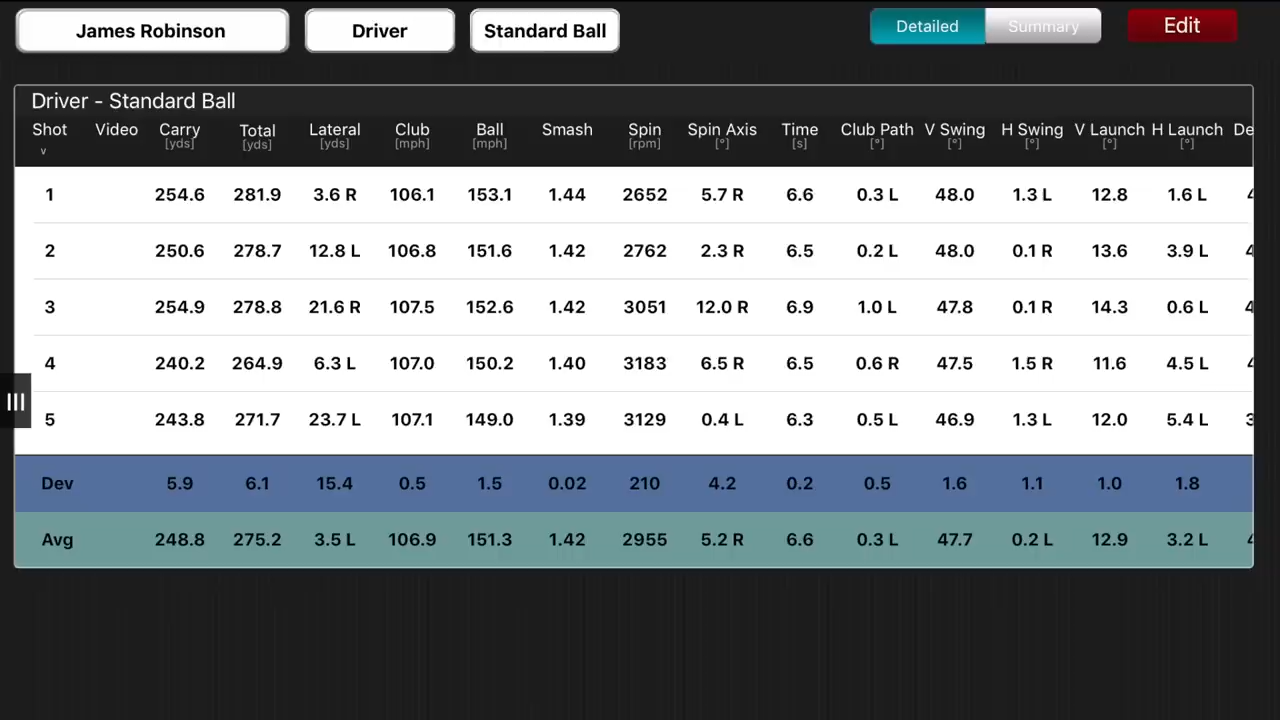 James Robinson Driver Standard Ball Detailed Summary Edit
Driver - Standard Ball
Shot Video Carry Total Lateral Club Ball Smash Spin Spin Axis Time Club Path V Swing H Swing V Launch H Launch De
v [yds] [yds] [yds] [mph] [mph] [rpm] [°] [s] [°] [°] [°] [°] [°]
1 254.6 281.9 3.6 R 106.1 153.1 1.44 2652 5.7 R 6.6 0.3 L 48.0 1.3 L 12.8 1.6 L
2 250.6 278.7 12.8 L 106.8 151.6 1.42 2762 2.3 R 6.5 0.2 L 48.0 0.1 R 13.6 3.9 L
3 254.9 278.8 21.6 R 107.5 152.6 1.42 3051 12.0 R 6.9 1.0 L 47.8 0.1 R 14.3 0.6 L
4 240.2 264.9 6.3 L 107.0 150.2 1.40 3183 6.5 R 6.5 0.6 R 47.5 1.5 R 11.6 4.5 L
5 243.8 271.7 23.7 L 107.1 149.0 1.39 3129 0.4 L 6.3 0.5 L 46.9 1.3 L 12.0 5.4 L
Dev 5.9 6.1 15.4 0.5 1.5 0.02 210 4.2 0.2 0.5 1.6 1.1 1.0 1.8
Avg 248.8 275.2 3.5 L 106.9 151.3 1.42 2955 5.2 R 6.6 0.3 L 47.7 0.2 L 12.9 3.2 L